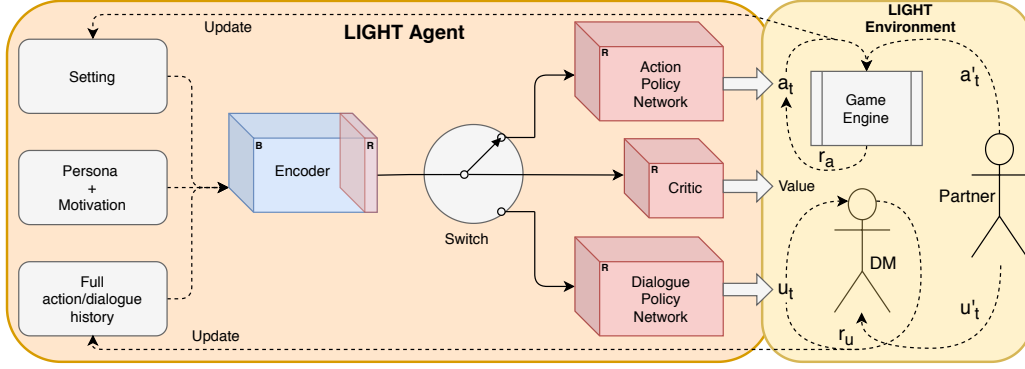 LIGHT Agent
Update
Setting
Persona
+
Motivation
Full
action/dialogue
history
B
R
Encoder
Switch
R
Action
Policy
Network
R
Critic
R
Dialogue
Policy
Network
Update
LIGHT
Environment
a_t
Game
Engine
a'_t
r_a
Value
Partner
DM
u_t
u'_t
r_u